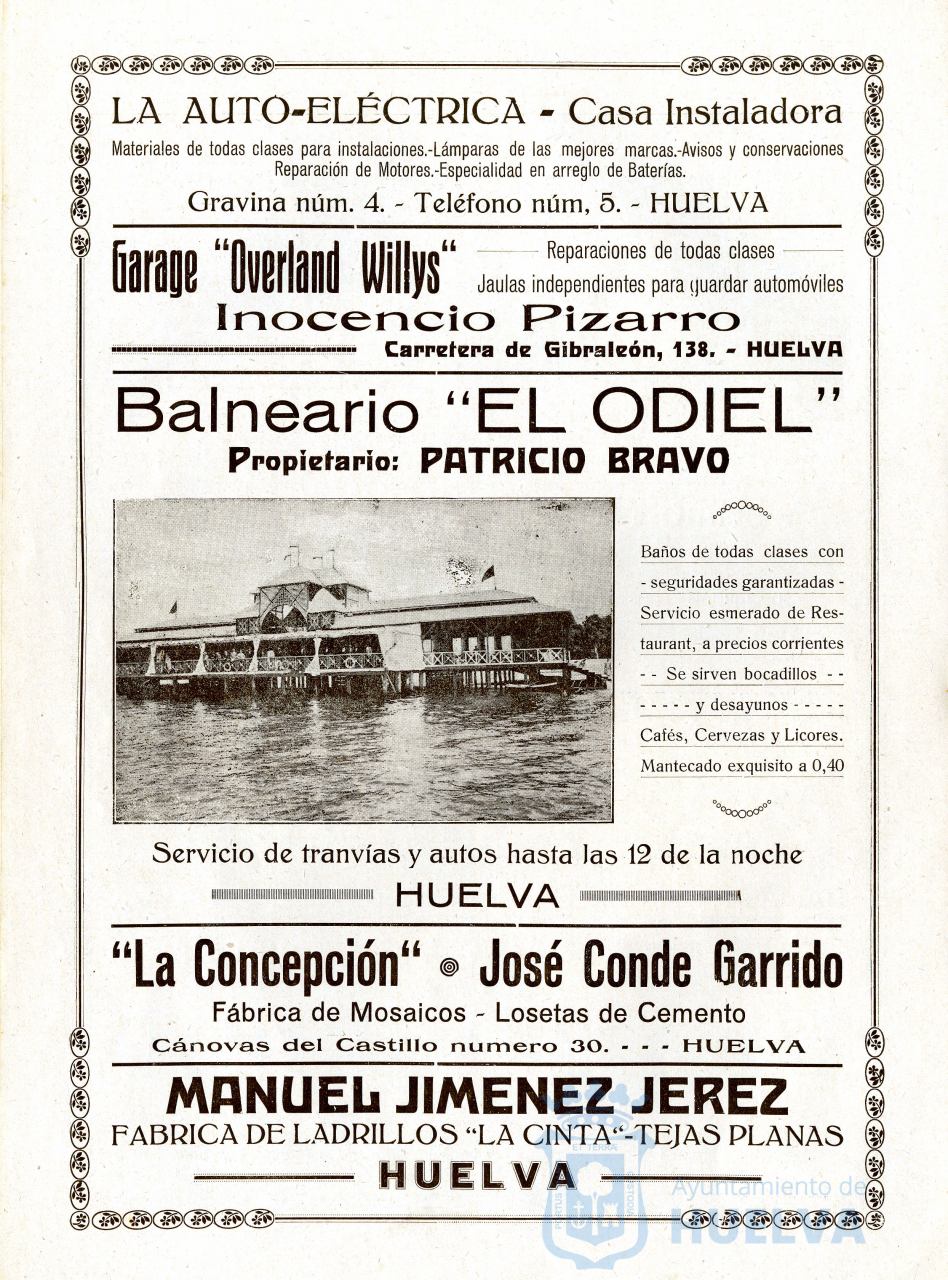 LA AUTO-ELÉCTRICA - Casa Instaladora
Materiales de todas clases para instalaciones.-Lámparas de las mejores marcas.-Avisos y conservaciones
Reparación de Motores.-Especialidad en arreglo de Baterías.
Gravina núm. 4. - Teléfono núm, 5. - HUELVA
Garage “Overland Willys“
Reparaciones de todas clases
Jaulas independientes para guardar automóviles
Inocencio Pizarro
Carretera de Gibraleón, 138. - HUELVA
Balneario “EL ODIEL”
Propietario: PATRICIO BRAVO
Baños de todas clases con
- seguridades garantizadas -
Servicio esmerado de Res-
taurant, a precios corrientes
- - Se sirven bocadillos - -
- - - - - y desayunos - - - - -
Cafés, Cervezas y Licores.
Mantecado exquisito a 0,40
Servicio de tranvías y autos hasta las 12 de la noche
HUELVA
“La Concepción“ José Conde Garrido
Fábrica de Mosaicos - Losetas de Cemento
Cánovas del Castillo numero 30. - - - HUELVA
MANUEL JIMENEZ JEREZ
FABRICA DE LADRILLOS “LA CINTA“-TEJAS PLANAS
HUELVA
ET TERRA
PORTUS
CUSTODIA
Ayuntamiento de
HUELVA